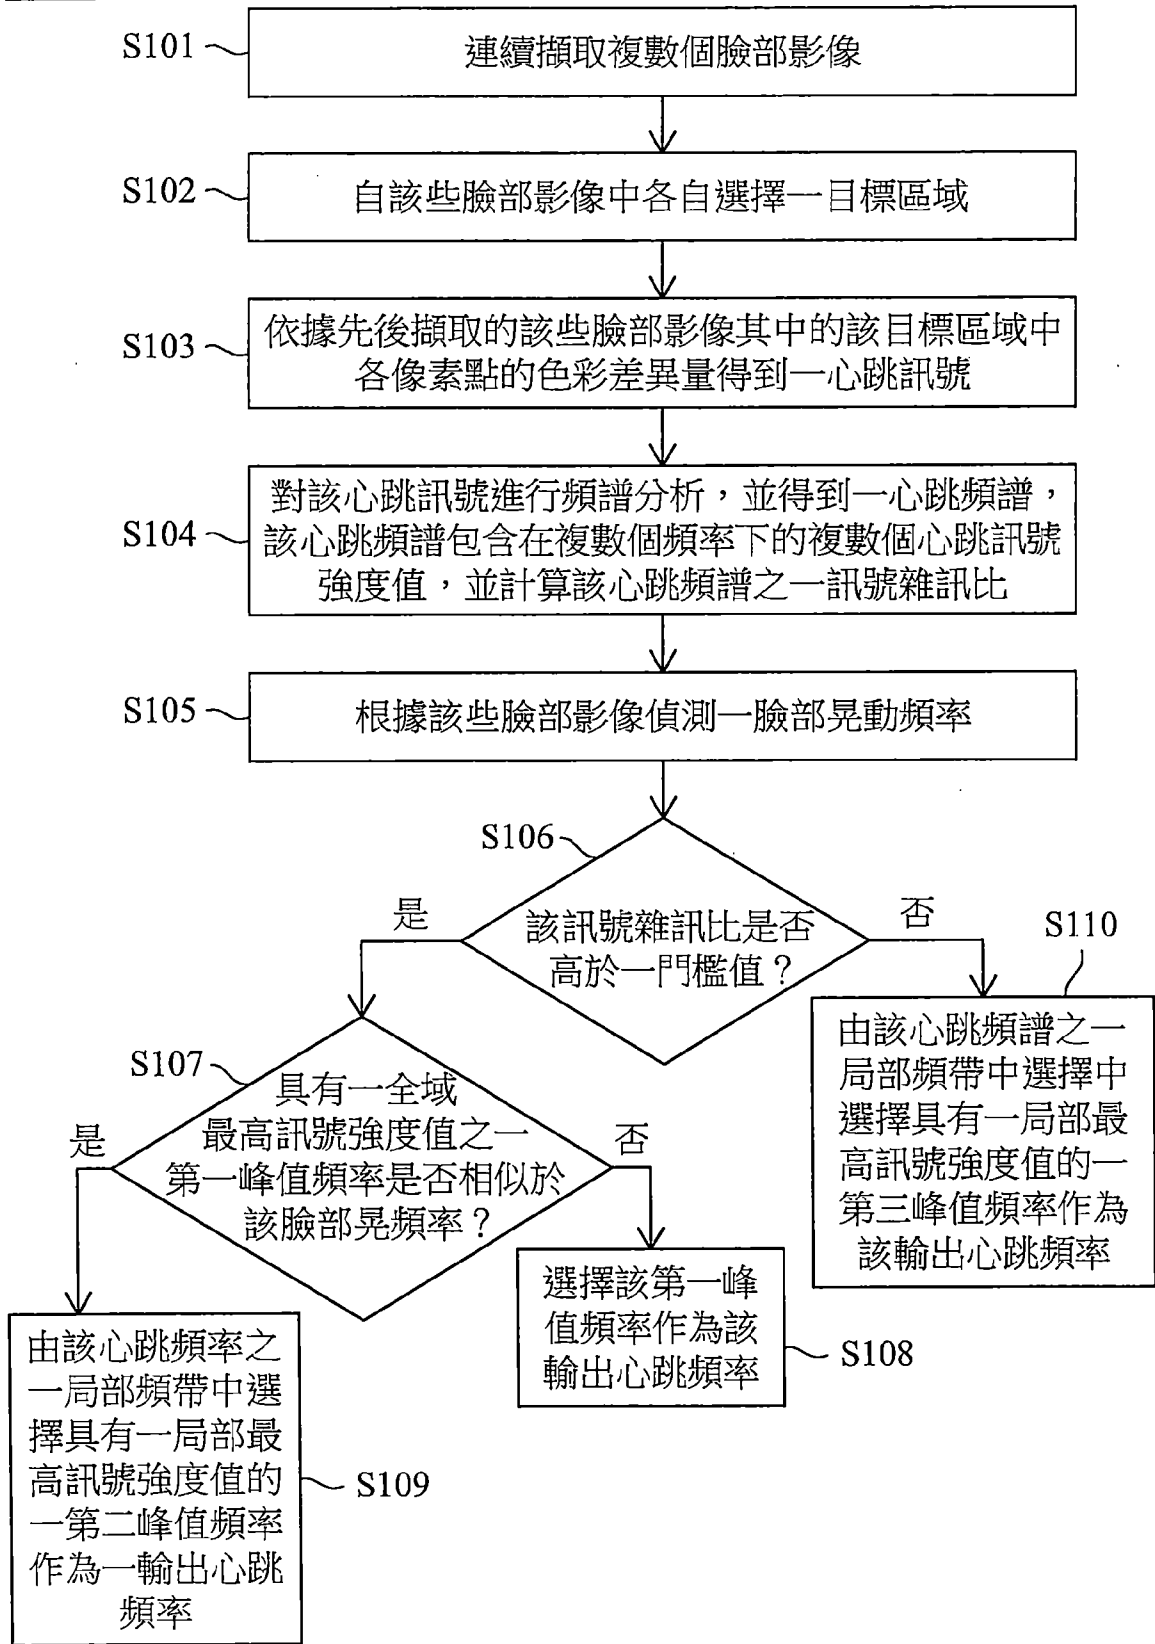 S101
連續擷取複數個臉部影像
S102
自該些臉部影像中各自選擇一目標區域
S103
依據先後擷取的該些臉部影像其中的該目標區域中
各像素點的色彩差異量得到一心跳訊號
S104
對該心跳訊號進行頻譜分析，並得到一心跳頻譜，
該心跳頻譜包含在複數個頻率下的複數個心跳訊號
強度值，並計算該心跳頻譜之一訊號雜訊比
S105
根據該些臉部影像偵測一臉部晃動頻率
S106
該訊號雜訊比是否
高於一門檻值？
是
否
S107
具有一全域
最高訊號強度值之一
第一峰值頻率是否相似於
該臉部晃頻率？
是
否
S110
由該心跳頻譜之一
局部頻帶中選擇中
選擇具有一局部最
高訊號強度值的一
第三峰值頻率作為
該輸出心跳頻率
選擇該第一峰
值頻率作為該
輸出心跳頻率
S108
由該心跳頻率之
一局部頻帶中選
擇具有一局部最
高訊號強度值的
一第二峰值頻率
作為一輸出心跳
頻率
S109